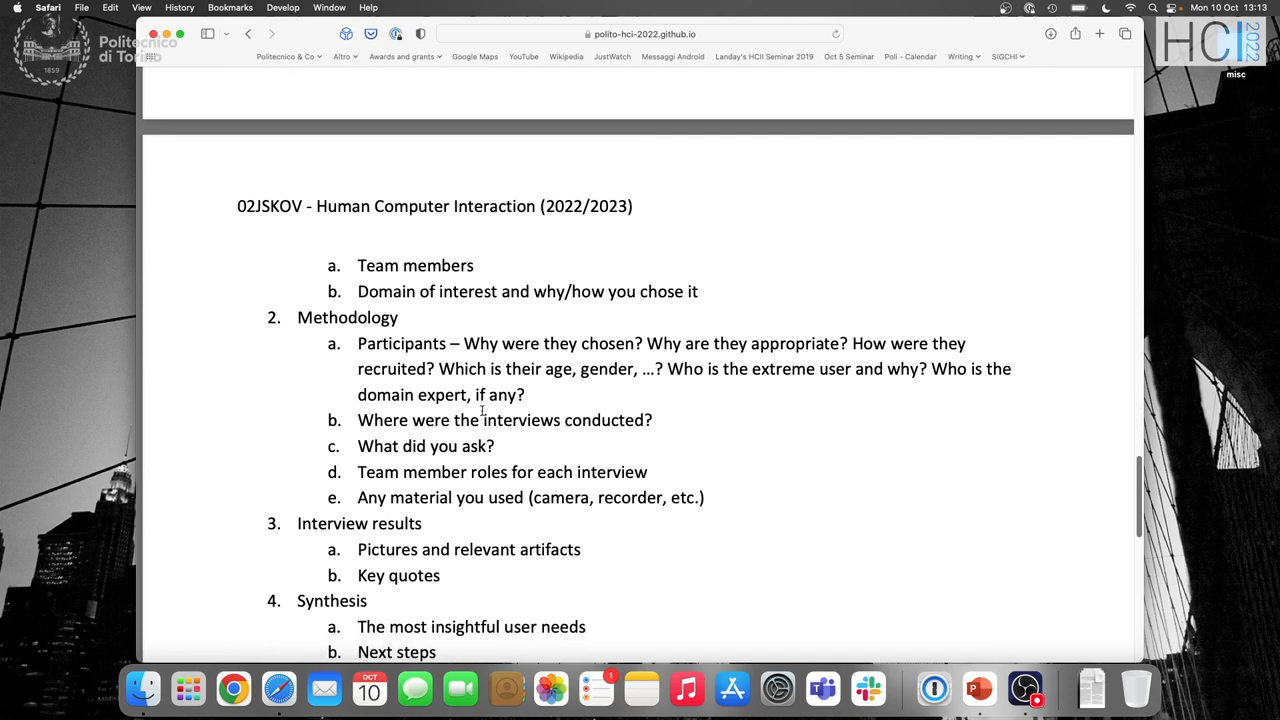 Safari File Edit View History Bookmarks Develop Window Help Mon 10 Oct 13:13
Politecnico
di Torino
1859
HCI 2022
misc
polito-hci-2022.github.io
Politecnico & Co Altro Awards and grants Google Maps YouTube Wikipedia JustWatch Messaggi Android Landay's HCII Seminar 2019 Oct 5 Seminar Poli - Calendar Writing SIGCHI
02JSKOV - Human Computer Interaction (2022/2023)
a. Team members
b. Domain of interest and why/how you chose it
2. Methodology
a. Participants – Why were they chosen? Why are they appropriate? How were they
recruited? Which is their age, gender, …? Who is the extreme user and why? Who is the
domain expert, if any?
b. Where were the interviews conducted?
c. What did you ask?
d. Team member roles for each interview
e. Any material you used (camera, recorder, etc.)
3. Interview results
a. Pictures and relevant artifacts
b. Key quotes
4. Synthesis
a. The most insightful user needs
b. Next steps
OCT
10
1